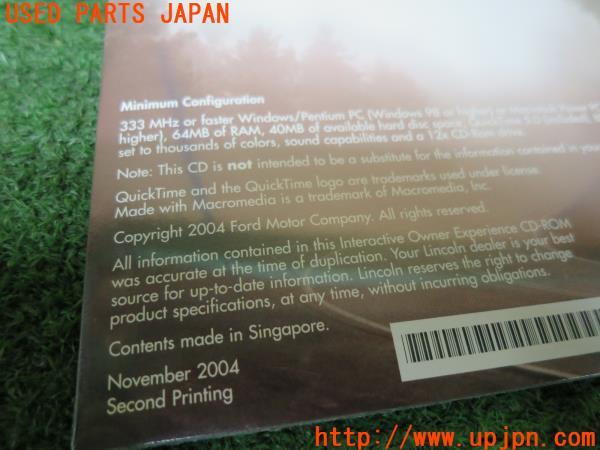 USED PARTS JAPAN
Minimum Configuration
333 MHz or faster Windows/Pentium PC (Windows 98 or higher) or Macintosh Power
higher), 64MB of RAM, 40MB of available hard disc space, QuickTime 5.0 (included),
set to thousands of colors, sound capabilities and a 12x CD-Rom drive.
Note: This CD is not intended to be a substitute for the information contained in your
QuickTime and the QuickTime logo are trademarks used under license.
Made with Macromedia is a trademark of Macromedia, Inc.
Copyright 2004 Ford Motor Company. All rights reserved.
All information contained in this Interactive Owner Experience CD-ROM
was accurate at the time of duplication. Your Lincoln dealer is your best
source for up-to-date information. Lincoln reserves the right to change
product specifications, at any time, without incurring obligations.
Contents made in Singapore.
November 2004
Second Printing
http://www.upjpn.com